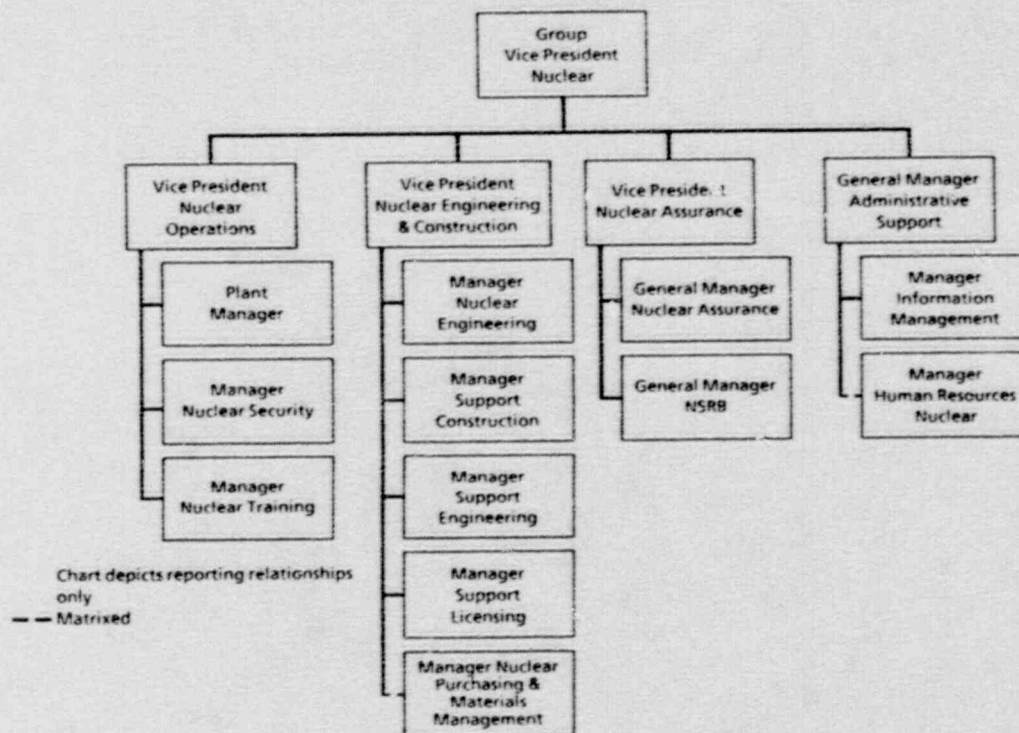 Group
Vice President
Nuclear
Vice President
Nuclear
Operations
Vice President
Nuclear Engineering
& Construction
Vice President
Nuclear Assurance
General Manager
Administrative
Support
Plant
Manager
Manager
Nuclear Security
Manager
Nuclear Training
Manager
Nuclear
Engineering
Manager
Support
Construction
Manager
Support
Engineering
Manager
Support
Licensing
Manager Nuclear
Purchasing &
Materials
Management
General Manager
Nuclear Assurance
General Manager
NSRB
Manager
Information
Management
Manager
Human Resources
Nuclear
Chart depicts reporting relationships
only
Matrixed